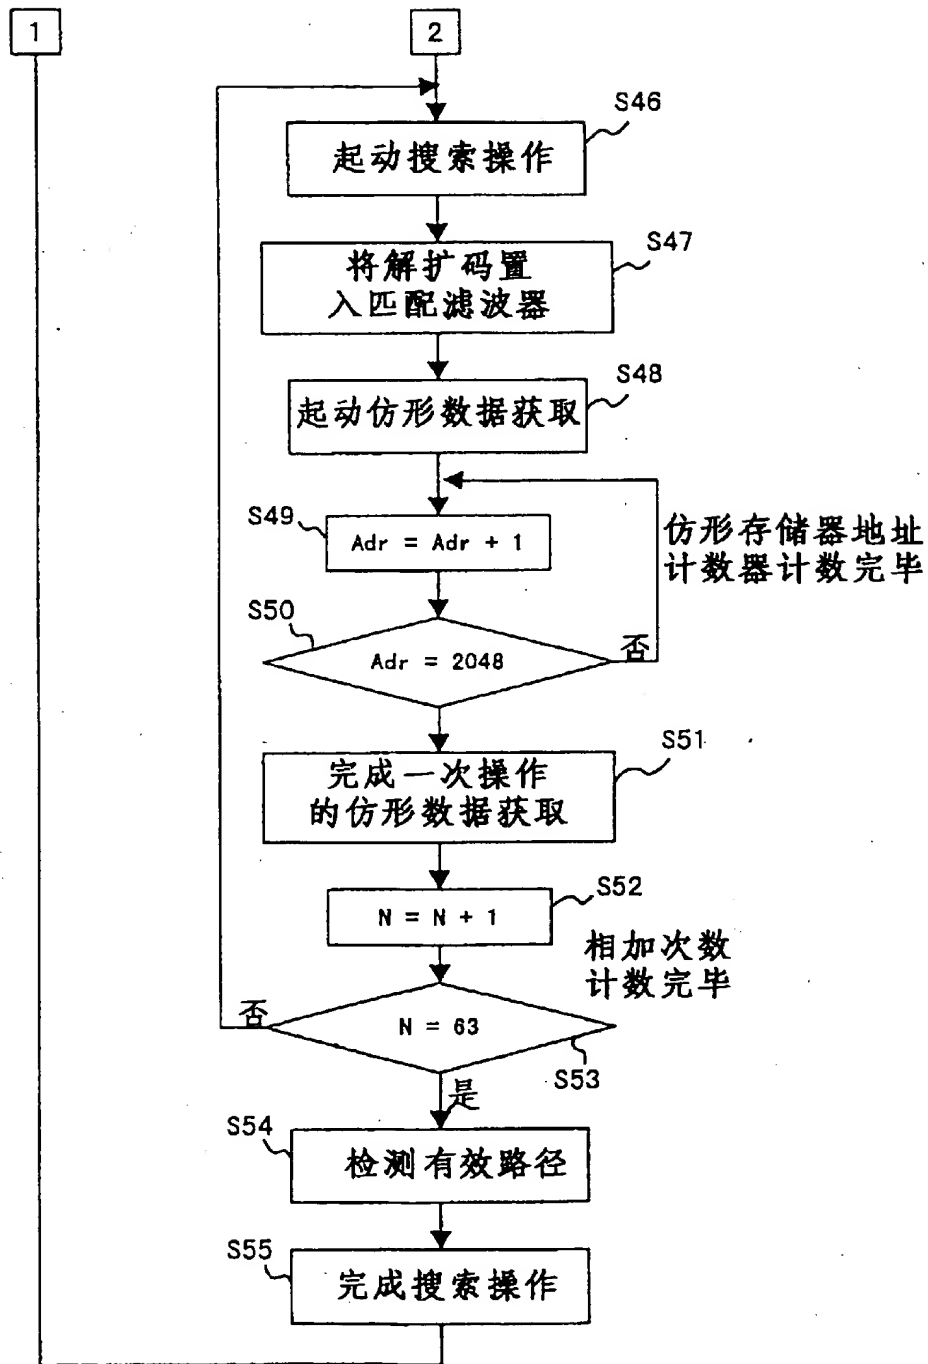 1
2
S46
起动搜索操作
S47
将解扩码置
入匹配滤波器
S48
起动仿形数据获取
S49
Adr = Adr + 1
仿形存储器地址
计数器计数完毕
S50
Adr = 2048
否
S51
完成一次操作
的仿形数据获取
S52
N = N + 1
相加次数
计数完毕
否
N = 63
S53
是
S54
检测有效路径
S55
完成搜索操作